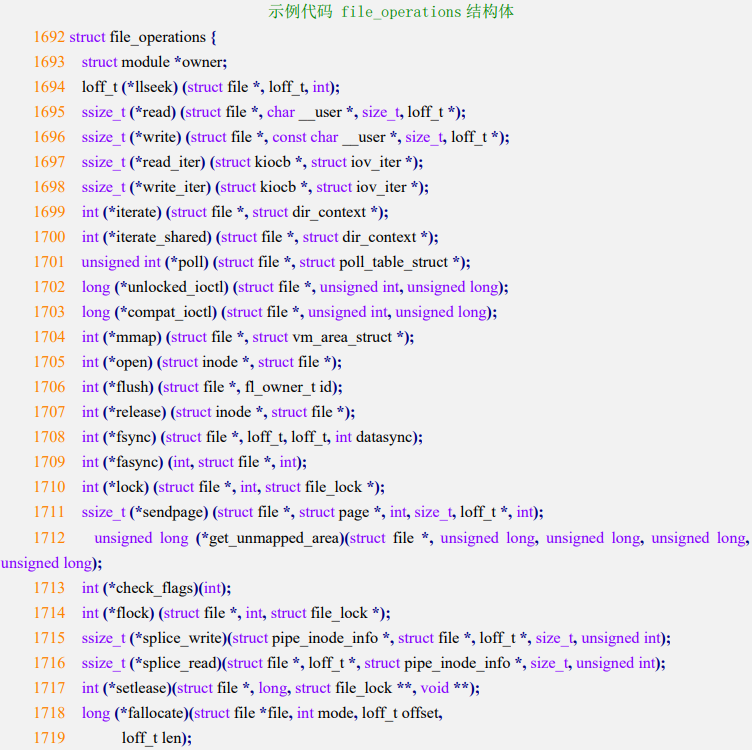 示例代码 file_operations 结构体
1692 struct file_operations {
1693 struct module *owner;
1694 loff_t (*llseek) (struct file *, loff_t, int);
1695 ssize_t (*read) (struct file *, char __user *, size_t, loff_t *);
1696 ssize_t (*write) (struct file *, const char __user *, size_t, loff_t *);
1697 ssize_t (*read_iter) (struct kiocb *, struct iov_iter *);
1698 ssize_t (*write_iter) (struct kiocb *, struct iov_iter *);
1699 int (*iterate) (struct file *, struct dir_context *);
1700 int (*iterate_shared) (struct file *, struct dir_context *);
1701 unsigned int (*poll) (struct file *, struct poll_table_struct *);
1702 long (*unlocked_ioctl) (struct file *, unsigned int, unsigned long);
1703 long (*compat_ioctl) (struct file *, unsigned int, unsigned long);
1704 int (*mmap) (struct file *, struct vm_area_struct *);
1705 int (*open) (struct inode *, struct file *);
1706 int (*flush) (struct file *, fl_owner_t id);
1707 int (*release) (struct inode *, struct file *);
1708 int (*fsync) (struct file *, loff_t, loff_t, int datasync);
1709 int (*fasync) (int, struct file *, int);
1710 int (*lock) (struct file *, int, struct file_lock *);
1711 ssize_t (*sendpage) (struct file *, struct page *, int, size_t, loff_t *, int);
1712 unsigned long (*get_unmapped_area)(struct file *, unsigned long, unsigned long, unsigned long,
unsigned long);
1713 int (*check_flags)(int);
1714 int (*flock) (struct file *, int, struct file_lock *);
1715 ssize_t (*splice_write)(struct pipe_inode_info *, struct file *, loff_t *, size_t, unsigned int);
1716 ssize_t (*splice_read)(struct file *, loff_t *, struct pipe_inode_info *, size_t, unsigned int);
1717 int (*setlease)(struct file *, long, struct file_lock **, void **);
1718 long (*fallocate)(struct file *file, int mode, loff_t offset,
1719 loff_t len);